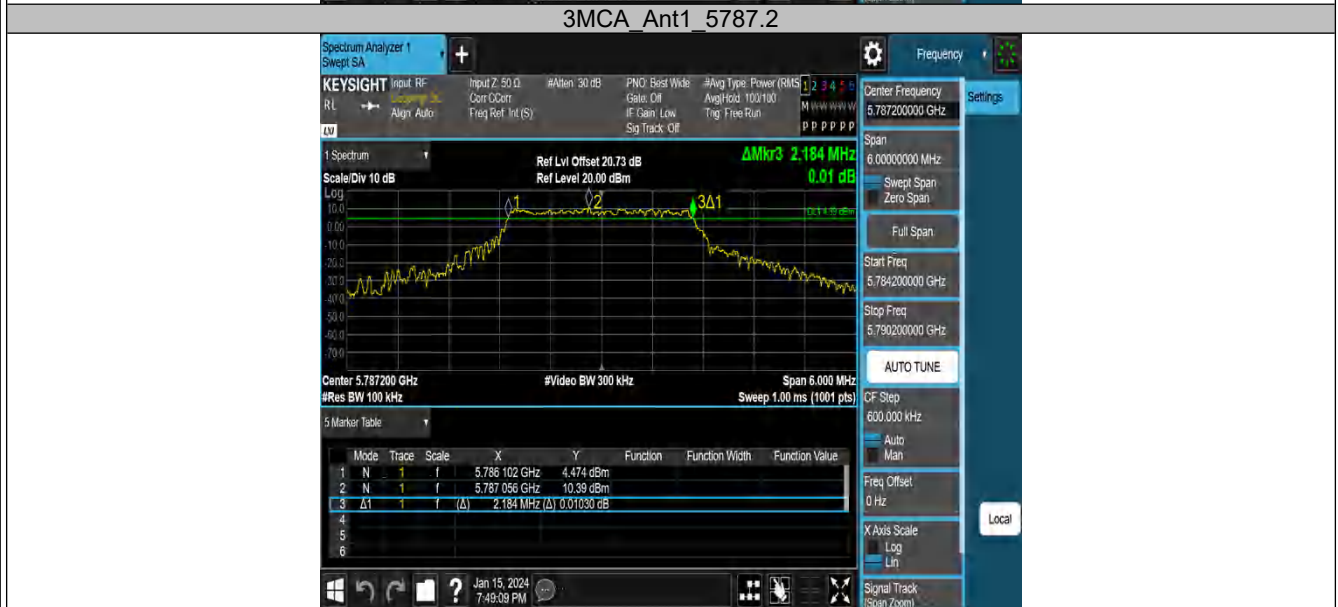 3MCA_Ant1_5787.2
Spectrum Analyzer 1
Swept SA
+
Frequency
KEYSIGHT
RL
LXI
Input: RF
Align: Auto
Input Z: 50 Ω
Corr CCorr
Freq Ref: Int (S)
#Atten: 30 dB
PNO: Best Wide
Gate: Off
IF Gain: Low
Sig Track: Off
#Avg Type: Power (RMS
Avg|Hold: 100/100
Trig: Free Run
1 2 3 4 5 6
M W W W W W
P P P P P P
1 Spectrum
Scale/Div 10 dB
Ref Lvl Offset 20.73 dB
Ref Level 20.00 dBm
ΔMkr3 2.184 MHz
0.01 dB
Log
10.0
0.00
-10.0
-20.0
-30.0
-40.0
-50.0
-60.0
-70.0
1
2
3Δ1
Center 5.787200 GHz
#Res BW 100 kHz
#Video BW 300 kHz
Span 6.000 MHz
Sweep 1.00 ms (1001 pts)
5 Marker Table
Mode Trace Scale X Y Function Function Width Function Value
1 N 1 f 5.786 102 GHz 4.474 dBm
2 N 1 f 5.787 056 GHz 10.39 dBm
3 Δ1 1 f (Δ) 2.184 MHz (Δ) 0.01030 dB
4
5
6
Jan 15, 2024
7:49:09 PM
Center Frequency
5.787200000 GHz
Settings
Span
6.00000000 MHz
Swept Span
Zero Span
Full Span
Start Freq
5.784200000 GHz
Stop Freq
5.790200000 GHz
AUTO TUNE
CF Step
600.000 kHz
Auto
Man
Freq Offset
0 Hz
X Axis Scale
Log
Lin
Local
Signal Track
(Span Zoom)